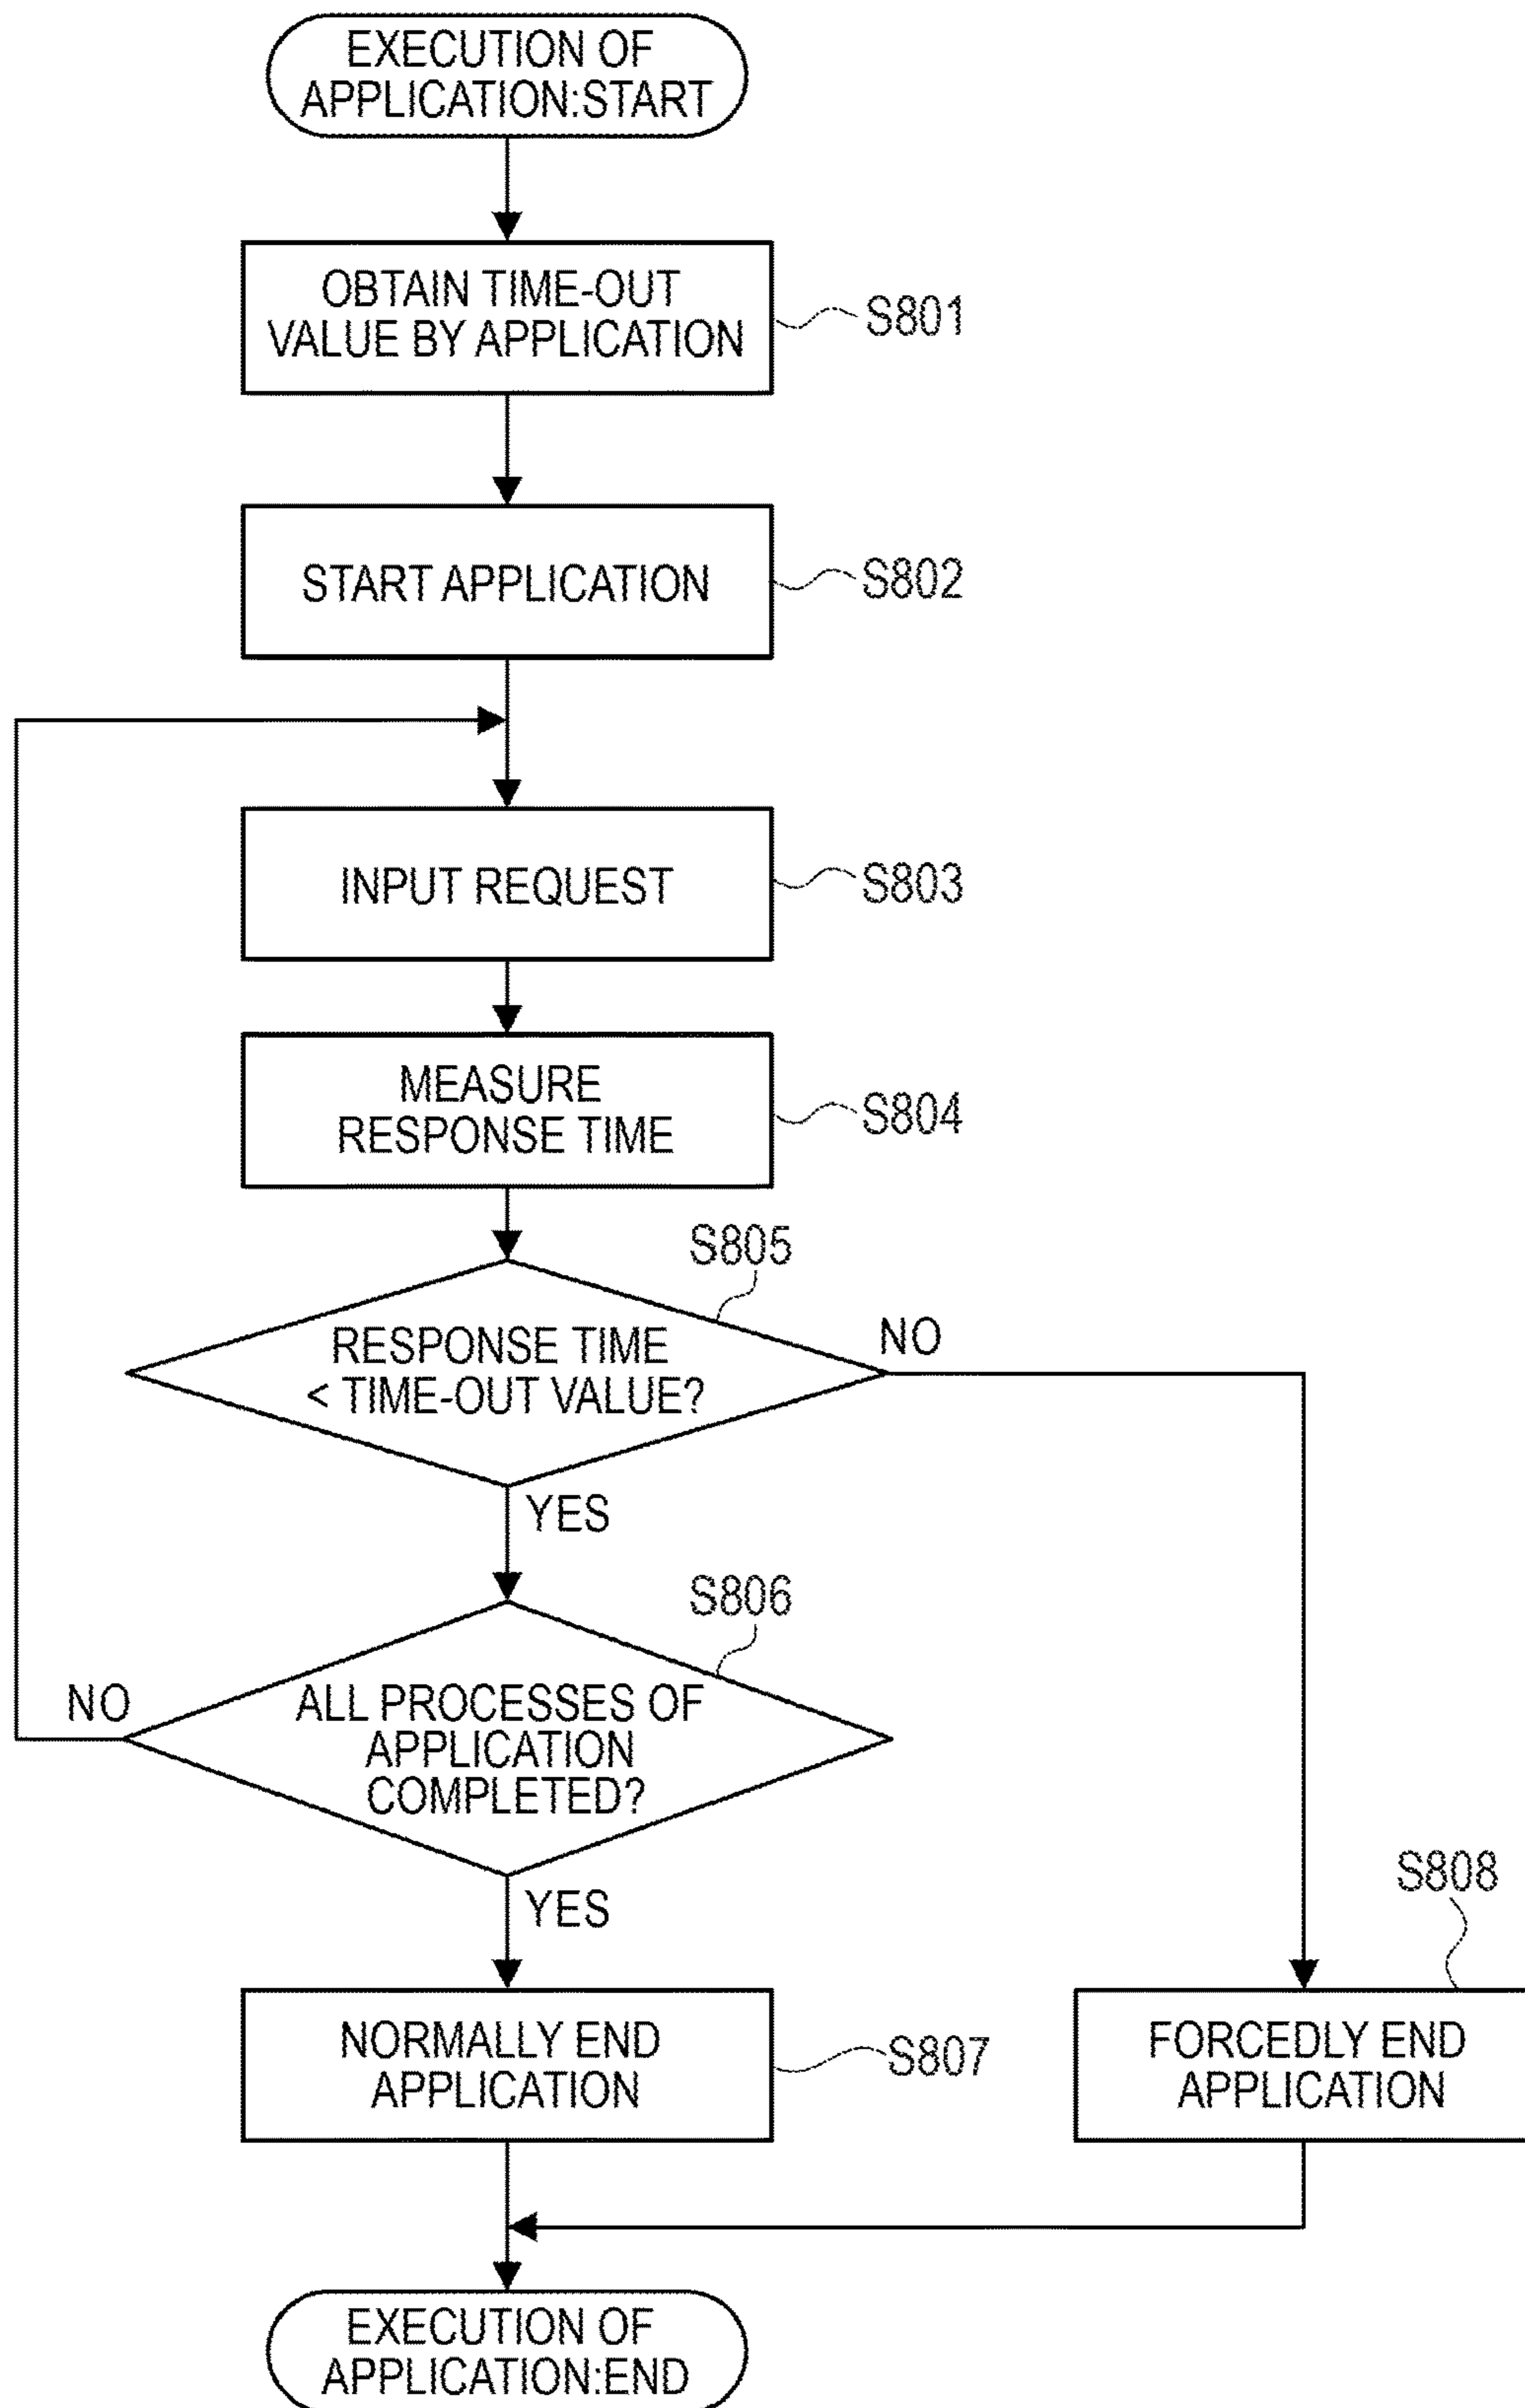 EXECUTION OF
APPLICATION:START
OBTAIN TIME-OUT
VALUE BY APPLICATION
S801
START APPLICATION
S802
INPUT REQUEST
S803
MEASURE
RESPONSE TIME
S804
S805
RESPONSE TIME
< TIME-OUT VALUE?
NO
YES
S806
ALL PROCESSES OF
APPLICATION
COMPLETED?
NO
YES
NORMALLY END
APPLICATION
S807
S808
FORCEDLY END
APPLICATION
EXECUTION OF
APPLICATION:END